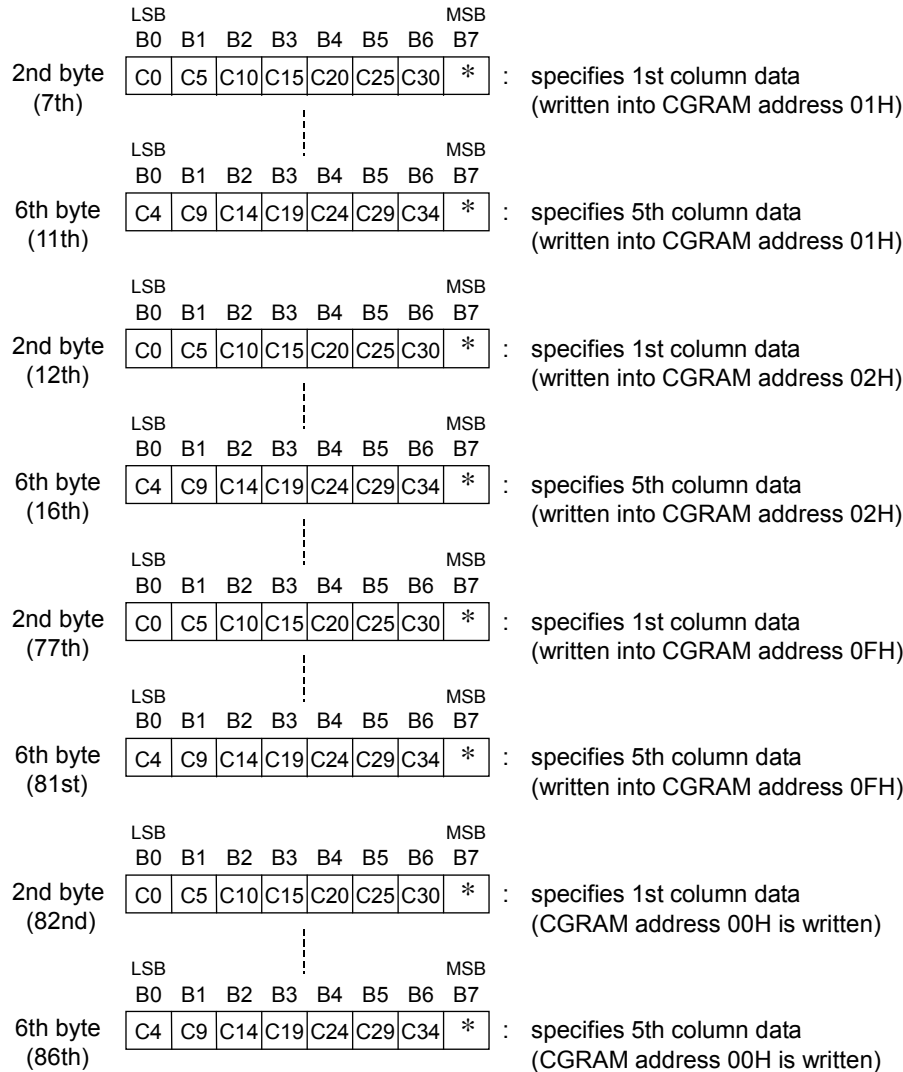 LSB MSB
B0 B1 B2 B3 B4 B5 B6 B7
2nd byte C0 C5 C10 C15 C20 C25 C30 * : specifies 1st column data
(7th) (written into CGRAM address 01H)
LSB MSB
B0 B1 B2 B3 B4 B5 B6 B7
6th byte C4 C9 C14 C19 C24 C29 C34 * : specifies 5th column data
(11th) (written into CGRAM address 01H)
LSB MSB
B0 B1 B2 B3 B4 B5 B6 B7
2nd byte C0 C5 C10 C15 C20 C25 C30 * : specifies 1st column data
(12th) (written into CGRAM address 02H)
LSB MSB
B0 B1 B2 B3 B4 B5 B6 B7
6th byte C4 C9 C14 C19 C24 C29 C34 * : specifies 5th column data
(16th) (written into CGRAM address 02H)
LSB MSB
B0 B1 B2 B3 B4 B5 B6 B7
2nd byte C0 C5 C10 C15 C20 C25 C30 * : specifies 1st column data
(77th) (written into CGRAM address 0FH)
LSB MSB
B0 B1 B2 B3 B4 B5 B6 B7
6th byte C4 C9 C14 C19 C24 C29 C34 * : specifies 5th column data
(81st) (written into CGRAM address 0FH)
LSB MSB
B0 B1 B2 B3 B4 B5 B6 B7
2nd byte C0 C5 C10 C15 C20 C25 C30 * : specifies 1st column data
(82nd) (CGRAM address 00H is written)
LSB MSB
B0 B1 B2 B3 B4 B5 B6 B7
6th byte C4 C9 C14 C19 C24 C29 C34 * : specifies 5th column data
(86th) (CGRAM address 00H is written)